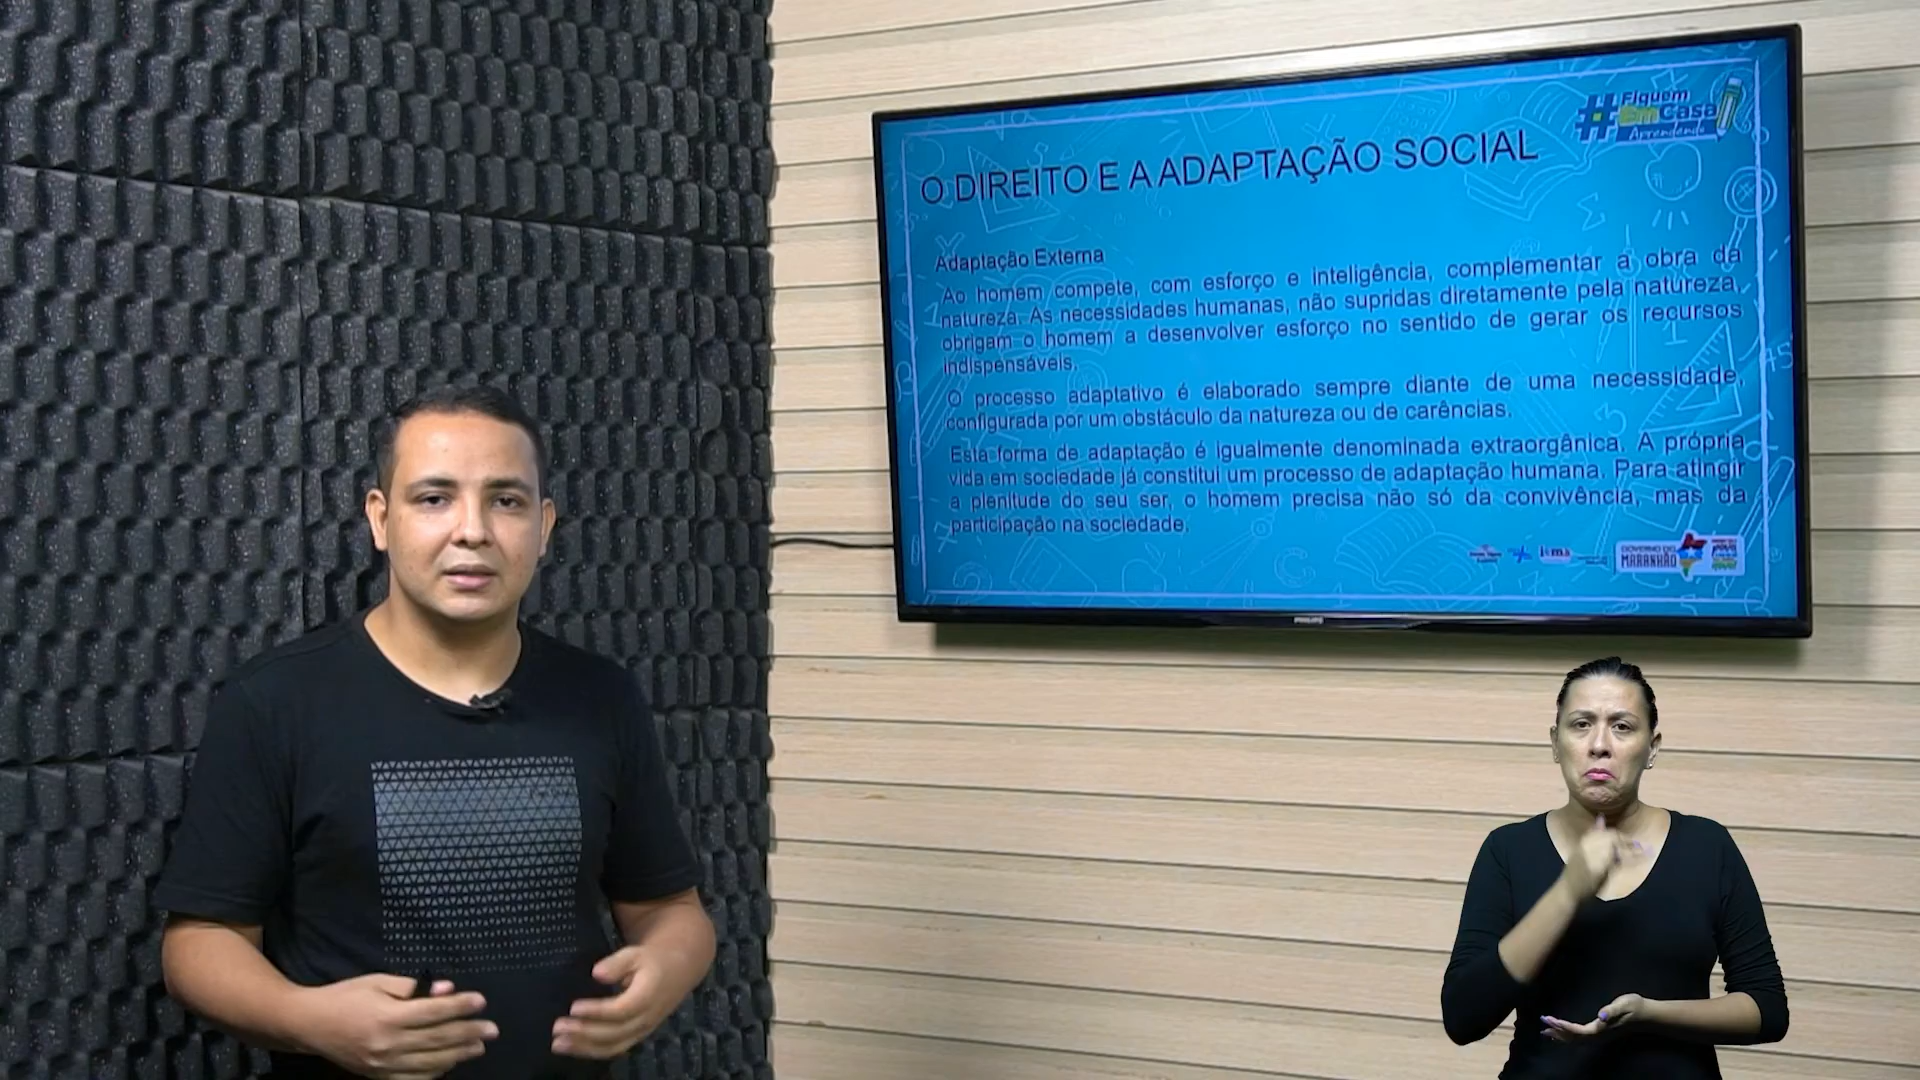 #Fiquem
Em Casa
Aprendendo
O DIREITO E A ADAPTAÇÃO SOCIAL
Adaptação Externa
Ao homem compete, com esforço e inteligência, complementar a obra da
natureza. As necessidades humanas, não supridas diretamente pela natureza,
obrigam o homem a desenvolver esforço no sentido de gerar os recursos
indispensáveis.
O processo adaptativo é elaborado sempre diante de uma necessidade,
configurada por um obstáculo da natureza ou de carências.
Esta forma de adaptação é igualmente denominada extraorgânica. A própria
vida em sociedade já constitui um processo de adaptação humana. Para atingir
a plenitude do seu ser, o homem precisa não só da convivência, mas da
participação na sociedade.
iema
GOVERNO DO
MARANHÃO
PHILIPS